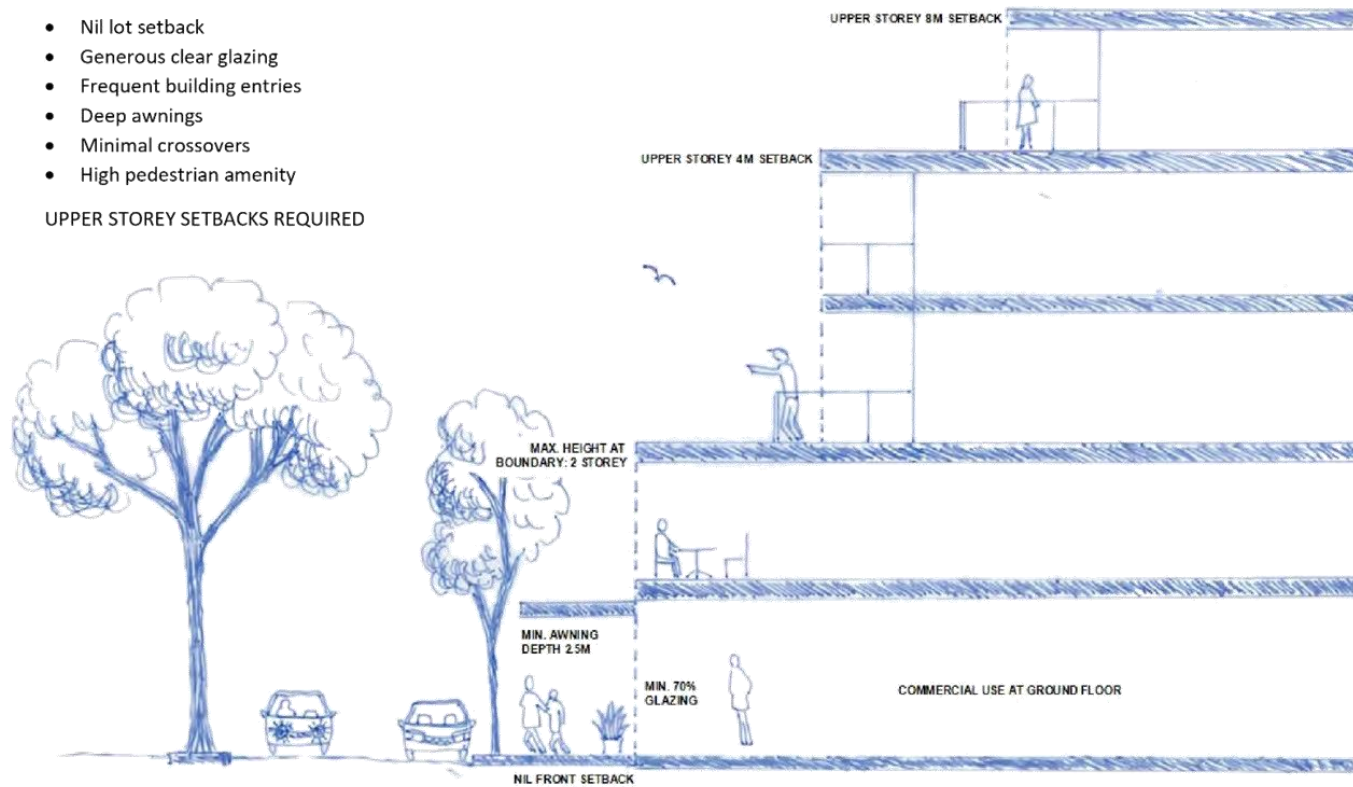 Nil lot setback
Generous clear glazing
Frequent building entries
Deep awnings
Minimal crossovers
High pedestrian amenity
UPPER STOREY SETBACKS REQUIRED
UPPER STOREY 8M SETBACK
UPPER STOREY 4M SETBACK
MAX. HEIGHT AT
BOUNDARY: 2 STOREY
MIN. AWNING
DEPTH 2.5M
MIN. 70%
GLAZING
COMMERCIAL USE AT GROUND FLOOR
NIL FRONT SETBACK